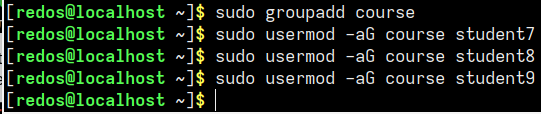 [redos@localhost ~]$ sudo groupadd course
[redos@localhost ~]$ sudo usermod -aG course student7
[redos@localhost ~]$ sudo usermod -aG course student8
[redos@localhost ~]$ sudo usermod -aG course student9
[redos@localhost ~]$